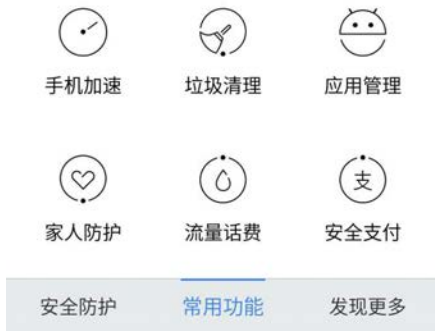 手机加速 垃圾清理 应用管理
支
家人防护 流量话费 安全支付
安全防护 常用功能 发现更多